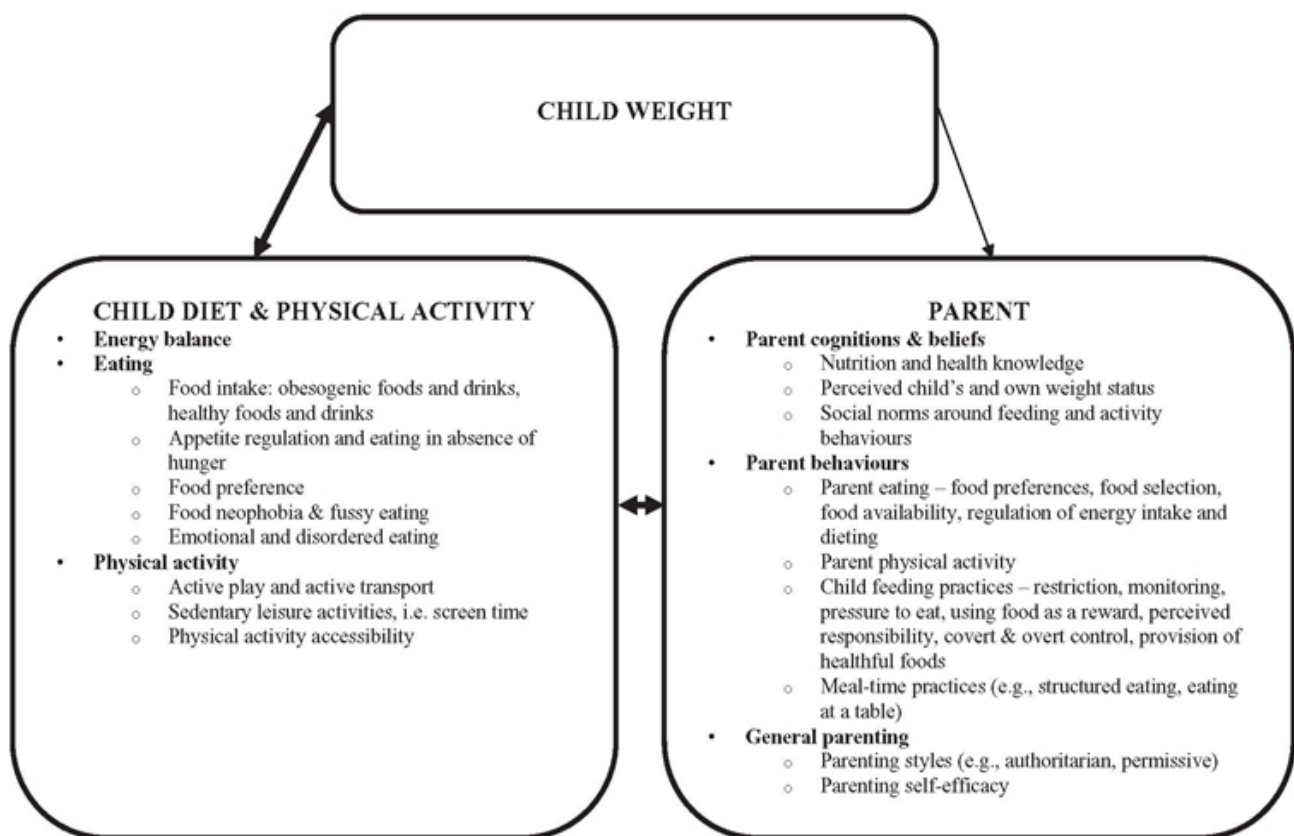 CHILD WEIGHT
CHILD DIET & PHYSICAL ACTIVITY
• Energy balance
• Eating
o Food intake: obesogenic foods and drinks,
healthy foods and drinks
o Appetite regulation and eating in absence of
hunger
o Food preference
o Food neophobia & fussy eating
o Emotional and disordered eating
• Physical activity
o Active play and active transport
o Sedentary leisure activities, i.e. screen time
o Physical activity accessibility
PARENT
• Parent cognitions & beliefs
o Nutrition and health knowledge
o Perceived child's and own weight status
o Social norms around feeding and activity
behaviours
• Parent behaviours
o Parent eating – food preferences, food selection,
food availability, regulation of energy intake and
dieting
o Parent physical activity
o Child feeding practices – restriction, monitoring,
pressure to eat, using food as a reward, perceived
responsibility, covert & overt control, provision of
healthful foods
o Meal-time practices (e.g., structured eating, eating
at a table)
• General parenting
o Parenting styles (e.g., authoritarian, permissive)
o Parenting self-efficacy